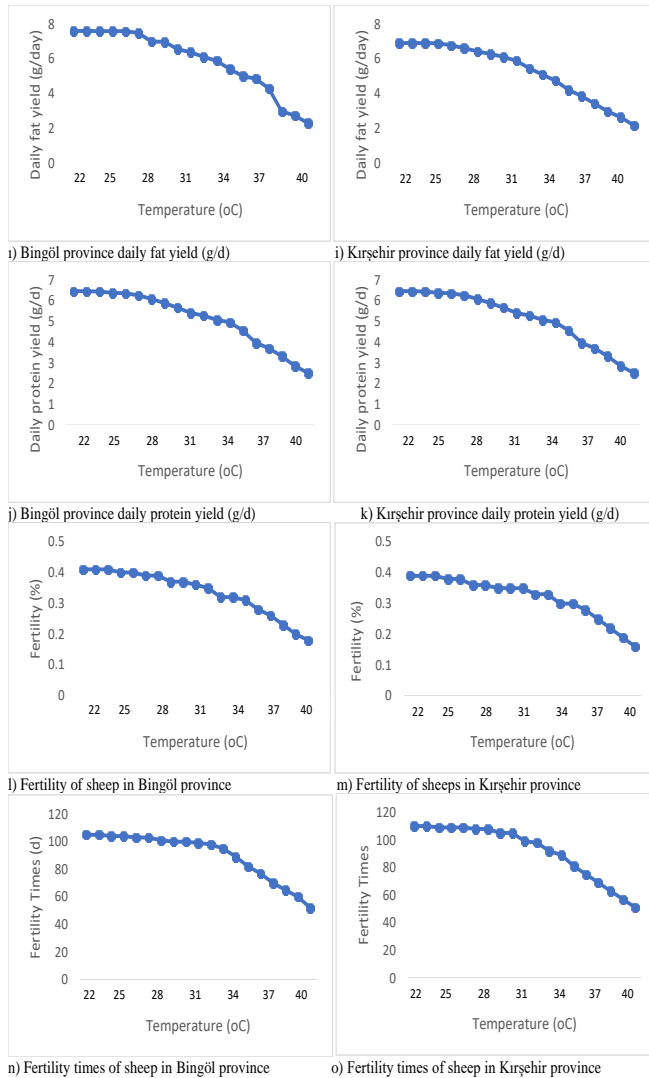 Daily fat yield (g/day)
8
6
4
2
0
22 25 28 31 34 37 40
Temperature (oC)
ı) Bingöl province daily fat yield (g/d)
Daily fat yield (g/day)
8
6
4
2
0
22 25 28 31 34 37 40
Temperature (oC)
i) Kırşehir province daily fat yield (g/d)
Daily protein yield (g/d)
7
6
5
4
3
2
1
0
22 25 28 31 34 37 40
Temperature (oC)
j) Bingöl province daily protein yield (g/d)
Daily protein yield (g/d)
7
6
5
4
3
2
1
0
22 25 28 31 34 37 40
Temperature (oC)
k) Kırşehir province daily protein yield (g/d)
Fertility (%)
0.5
0.4
0.3
0.2
0.1
0
22 25 28 31 34 37 40
Temperature (oC)
l) Fertility of sheep in Bingöl province
Fertility (%)
0.5
0.4
0.3
0.2
0.1
0
22 25 28 31 34 37 40
Temperature (oC)
m) Fertility of sheeps in Kırşehir province
Fertility Times (d)
120
100
80
60
40
20
0
22 25 28 31 34 37 40
Temperature (oC)
n) Fertility times of sheep in Bingöl province
Fertility Times
120
100
80
60
40
20
0
22 25 28 31 34 37 40
Temperature (oC)
o) Fertility times of sheep in Kırşehir province